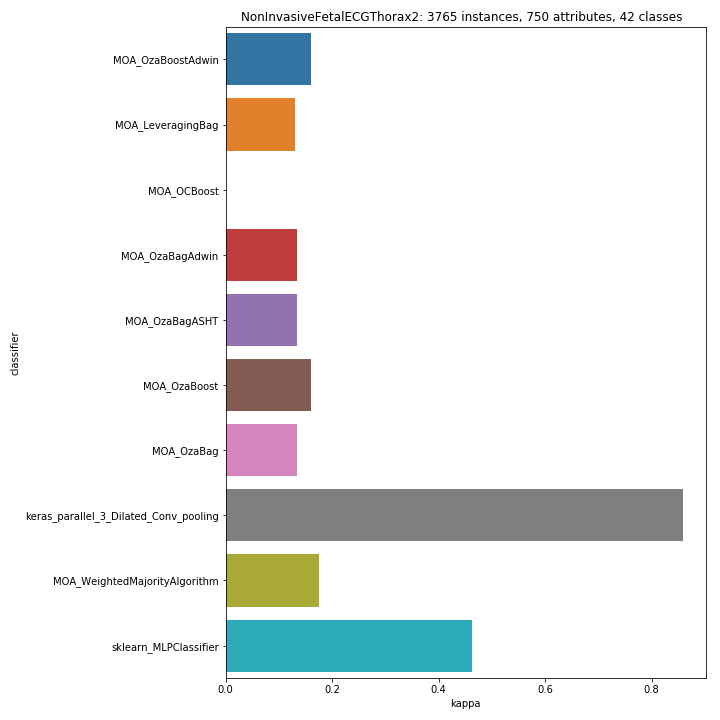 NonInvasiveFetalECGThorax2: 3765 instances, 750 attributes, 42 classes
classifier
MOA_OzaBoostAdwin
MOA_LeveragingBag
MOA_OCBoost
MOA_OzaBagAdwin
MOA_OzaBagASHT
MOA_OzaBoost
MOA_OzaBag
keras_parallel_3_Dilated_Conv_pooling
MOA_WeightedMajorityAlgorithm
sklearn_MLPClassifier
0.0 0.2 0.4 0.6 0.8
kappa